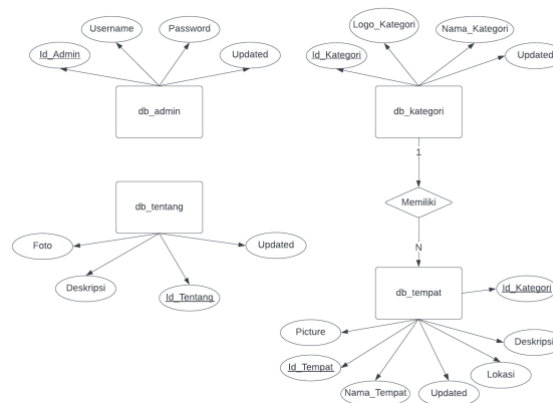 Username
Password
Id_Admin
Updated
db_admin
Logo_Kategori
Nama_Kategori
Id_Kategori
Updated
db_kategori
1
Memiliki
N
db_tentang
Foto
Updated
Deskripsi
Id_Tentang
db_tempat
Id_Kategori
Picture
Deskripsi
Id_Tempat
Lokasi
Nama_Tempat
Updated